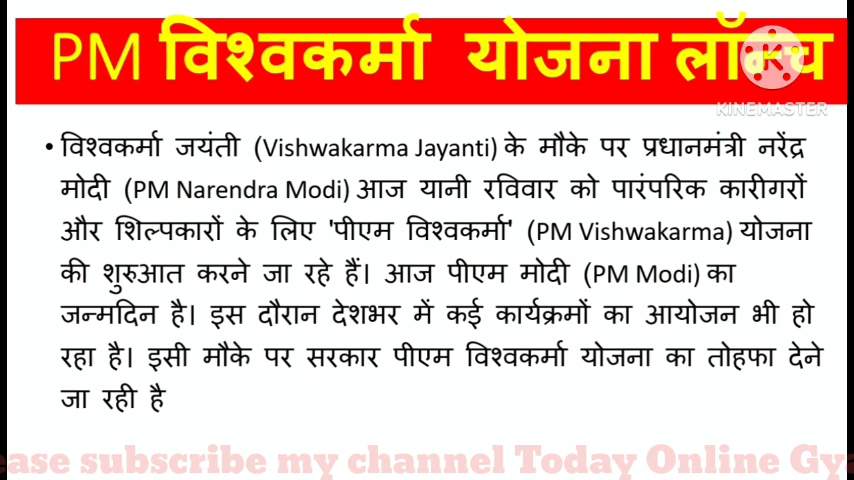 PM विश्वकर्मा योजना लॉन्च
KINEMASTER
• विश्वकर्मा जयंती (Vishwakarma Jayanti) के मौके पर प्रधानमंत्री नरेंद्र
मोदी (PM Narendra Modi) आज यानी रविवार को पारंपरिक कारीगरों
और शिल्पकारों के लिए 'पीएम विश्वकर्मा' (PM Vishwakarma) योजना
की शुरुआत करने जा रहे हैं। आज पीएम मोदी (PM Modi) का
जन्मदिन है। इस दौरान देशभर में कई कार्यक्रमों का आयोजन भी हो
रहा है। इसी मौके पर सरकार पीएम विश्वकर्मा योजना का तोहफा देने
जा रही है
ease subscribe my channel Today Online Gya